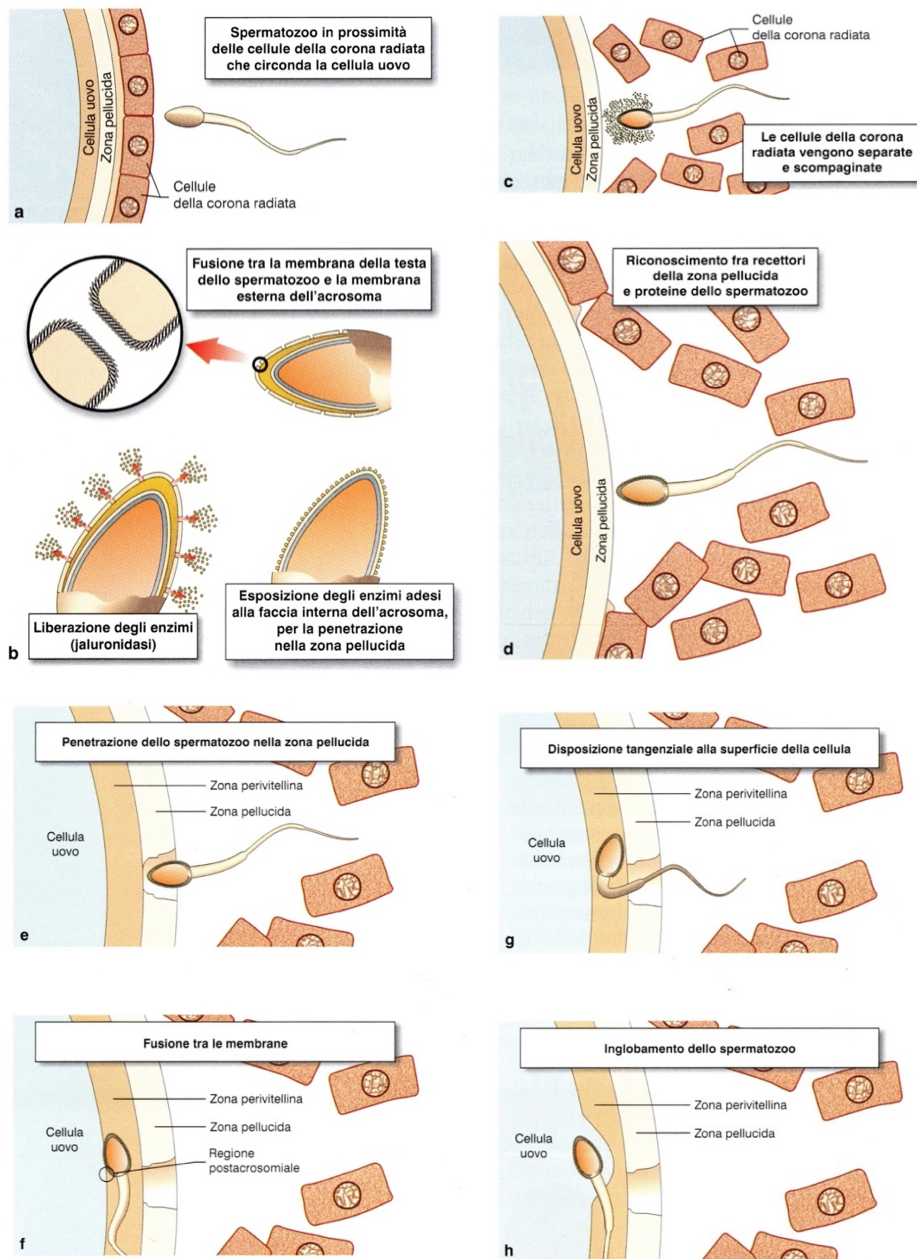 Spermatozoo in prossimità
delle cellule della corona radiata
che circonda la cellula uovo
Cellula uovo
Zona pellucida
Cellule
della corona radiata
a
Fusione tra la membrana della testa
dello spermatozoo e la membrana
esterna dell'acrosoma
Liberazione degli enzimi
(jaluronidasi)
Esposizione degli enzimi adesi
alla faccia interna dell'acrosoma,
per la penetrazione
nella zona pellucida
b
Cellule
della corona radiata
Cellula uovo
Zona pellucida
Le cellule della corona
radiata vengono separate
e scompaginate
c
Riconoscimento fra recettori
della zona pellucida
e proteine dello spermatozoo
Cellula uovo
Zona pellucida
d
Penetrazione dello spermatozoo nella zona pellucida
Zona perivitellina
Zona pellucida
Cellula
uovo
e
Disposizione tangenziale alla superficie della cellula
Zona perivitellina
Zona pellucida
Cellula
uovo
g
Fusione tra le membrane
Zona perivitellina
Zona pellucida
Cellula
uovo
Regione
postacrosomiale
f
Inglobamento dello spermatozoo
Zona perivitellina
Zona pellucida
Cellula
uovo
h